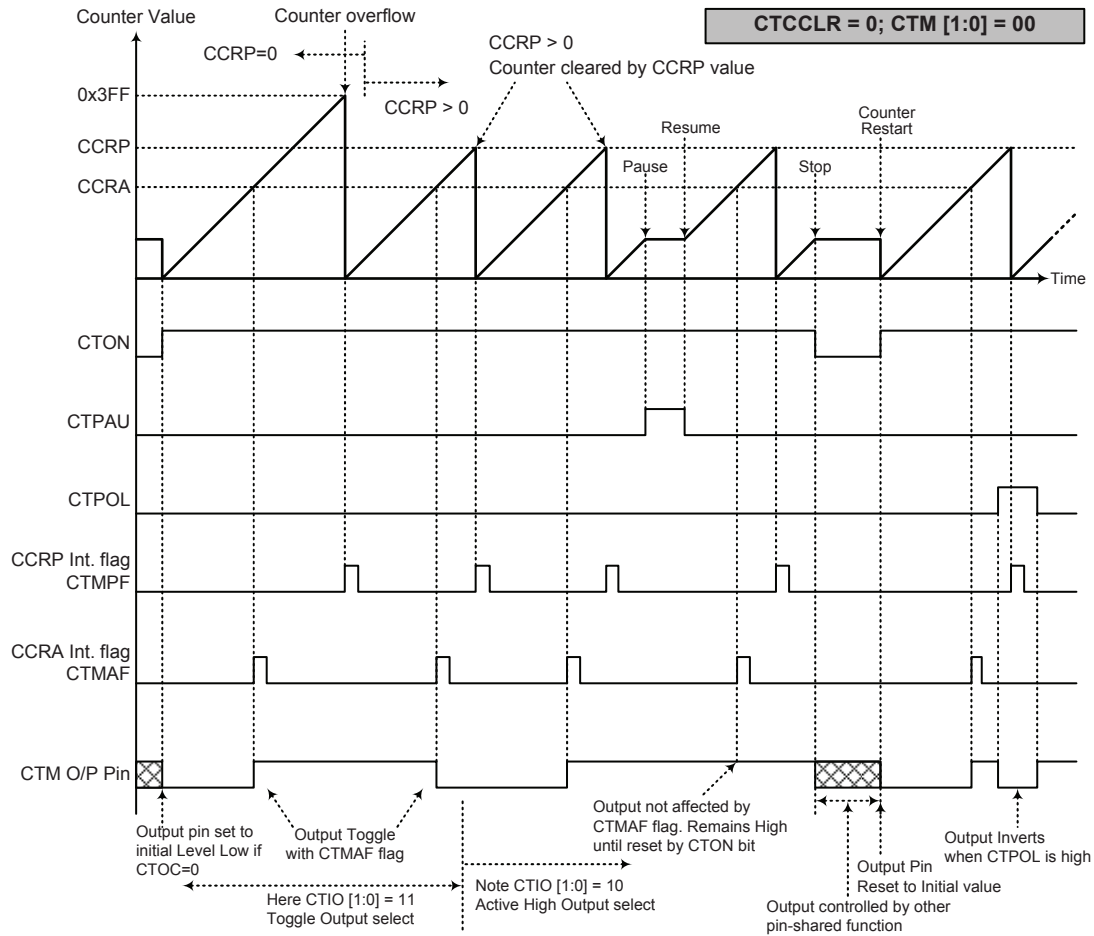 Counter Value
Counter overflow
CTCCLR = 0; CTM [1:0] = 00
CCRP=0
CCRP > 0
CCRP > 0
Counter cleared by CCRP value
0x3FF
CCRP
CCRA
Pause
Resume
Stop
Counter
Restart
Time
CTON
CTPAU
CTPOL
CCRP Int. flag
CTMPF
CCRA Int. flag
CTMAF
CTM O/P Pin
Output pin set to
initial Level Low if
CTOC=0
Output Toggle
with CTMAF flag
Here CTIO [1:0] = 11
Toggle Output select
Note CTIO [1:0] = 10
Active High Output select
Output not affected by
CTMAF flag. Remains High
until reset by CTON bit
Output Pin
Reset to Initial value
Output controlled by other
pin-shared function
Output Inverts
when CTPOL is high